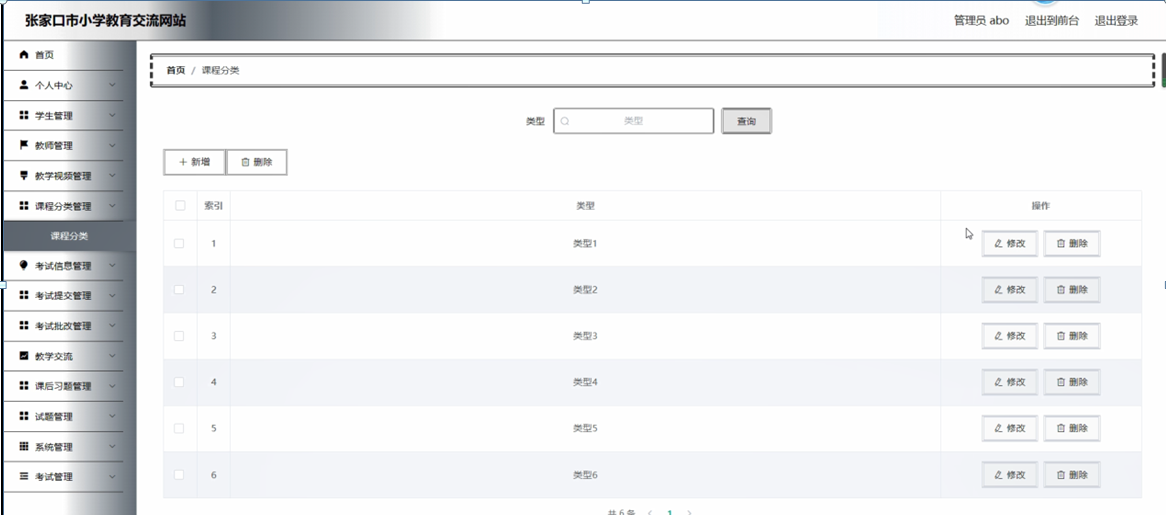 张家口市小学教育交流网站
管理员 abo 退出到前台 退出登录
首页
个人中心
学生管理
教师管理
教学视频管理
课程分类管理
课程分类
考试信息管理
考试提交管理
考试批改管理
教学交流
课后习题管理
试题管理
系统管理
考试管理
首页 / 课程分类
类型 类型 查询
+ 新增 删除
索引 类型 操作
1 类型1 修改 删除
2 类型2 修改 删除
3 类型3 修改 删除
4 类型4 修改 删除
5 类型5 修改 删除
6 类型6 修改 删除
共 6 条 < 1 >